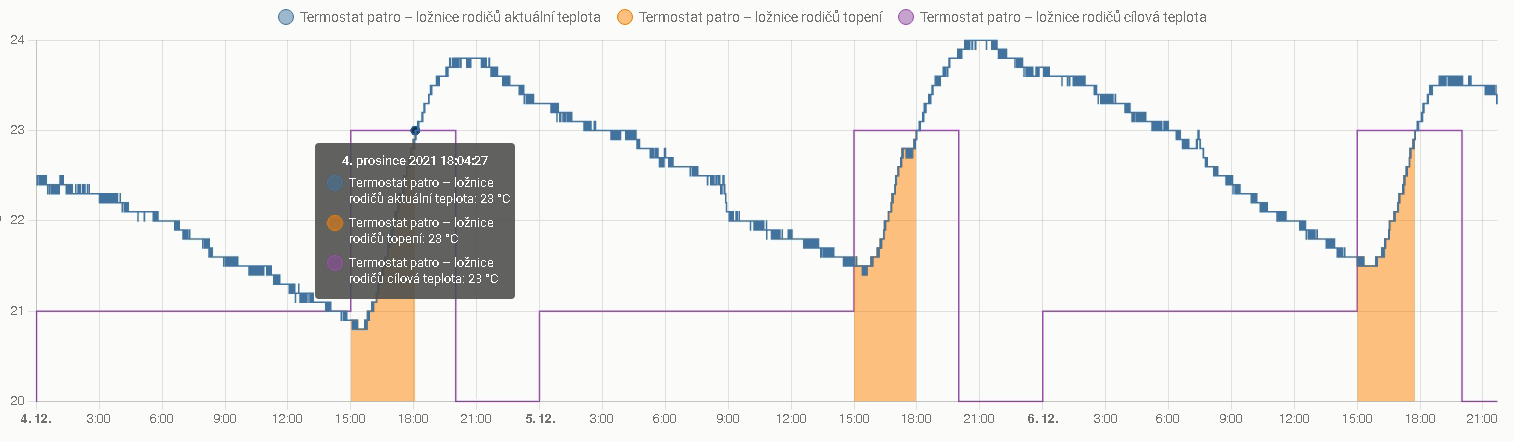 Termostat patro – ložnice rodičů aktuální teplota Termostat patro – ložnice rodičů topení Termostat patro – ložnice rodičů cílová teplota
24
23
22
21
20
4. prosince 2021 18:04:27
Termostat patro – ložnice
rodičů aktuální teplota: 23 °C
Termostat patro – ložnice
rodičů topení: 23 °C
Termostat patro – ložnice
rodičů cílová teplota: 23 °C
4. 12. 3:00 6:00 9:00 12:00 15:00 18:00 21:00 5. 12. 3:00 6:00 9:00 12:00 15:00 18:00 21:00 6. 12. 3:00 6:00 9:00 12:00 15:00 18:00 21:00